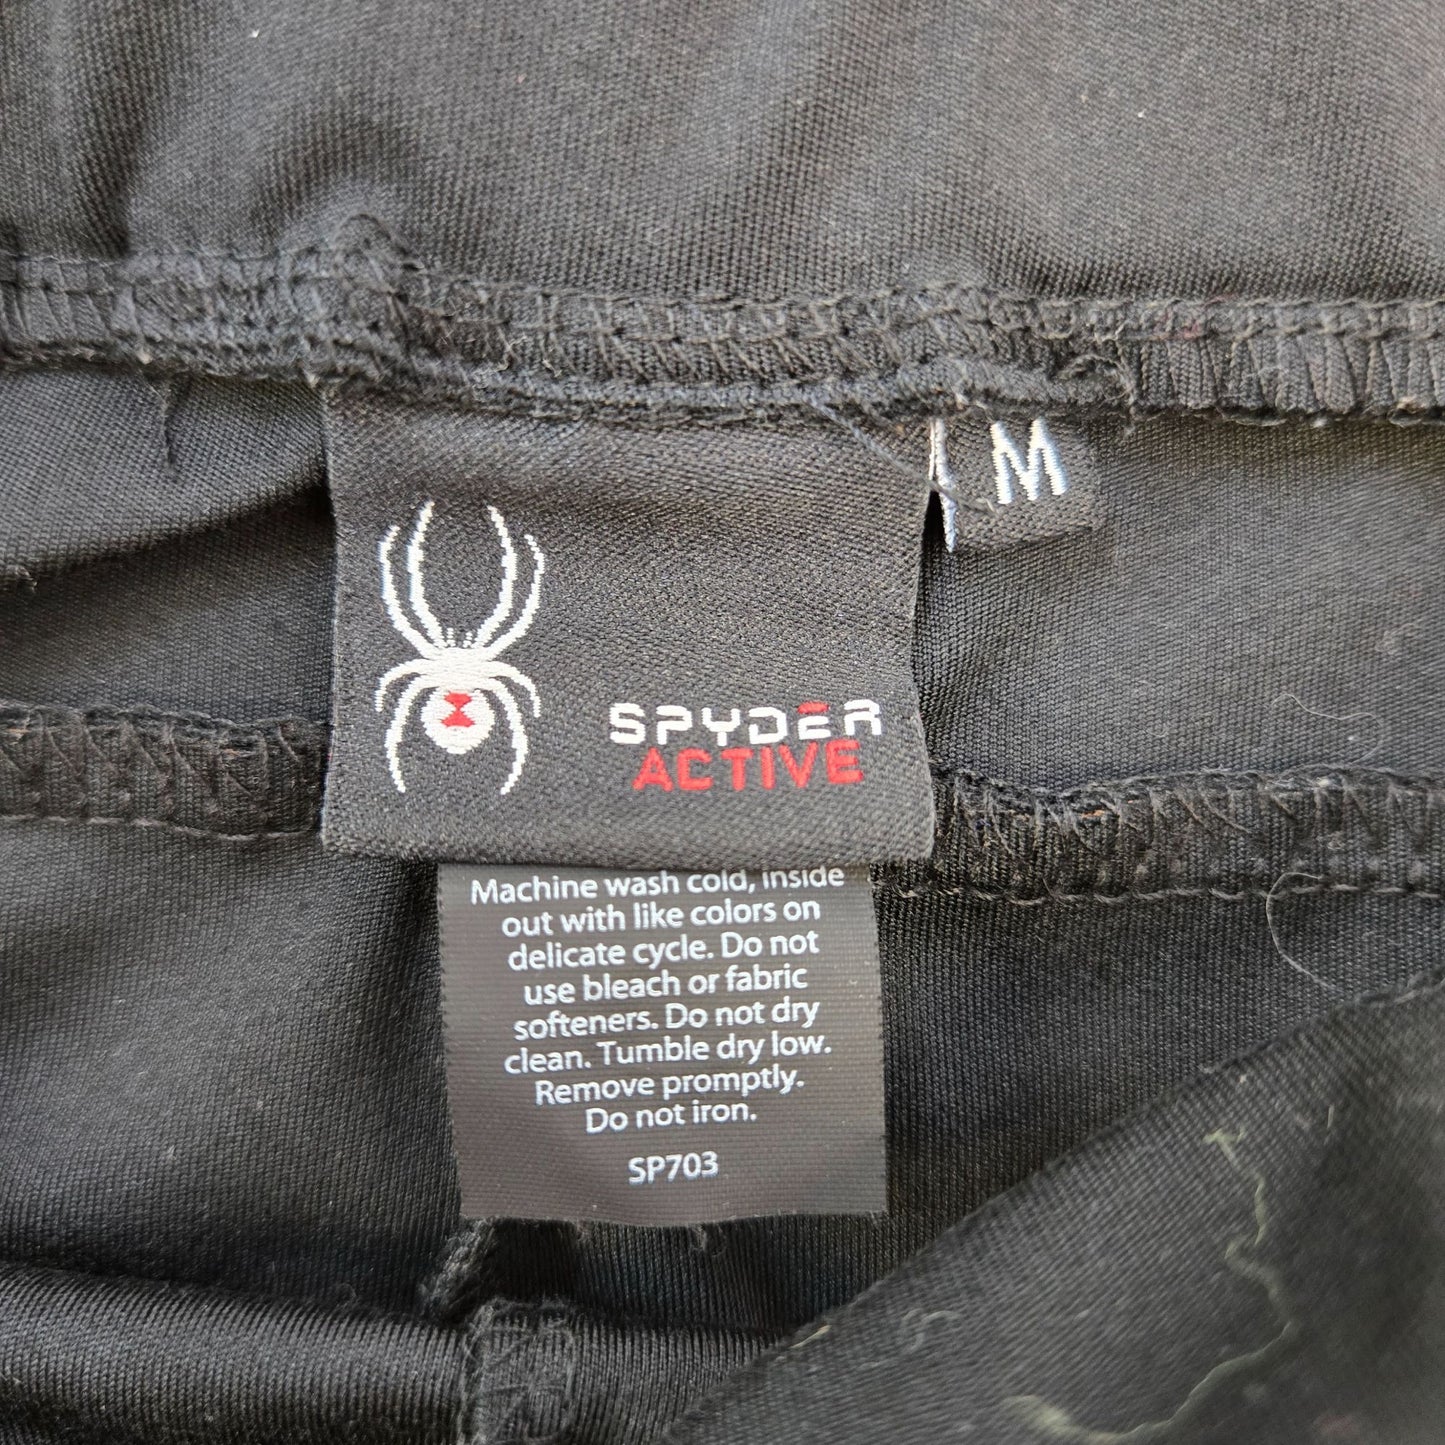 M
SPYDER
ACTIVE
Machine wash cold, inside
out with like colors on
delicate cycle. Do not
use bleach or fabric
softeners. Do not dry
clean. Tumble dry low.
Remove promptly.
Do not iron.
SP703